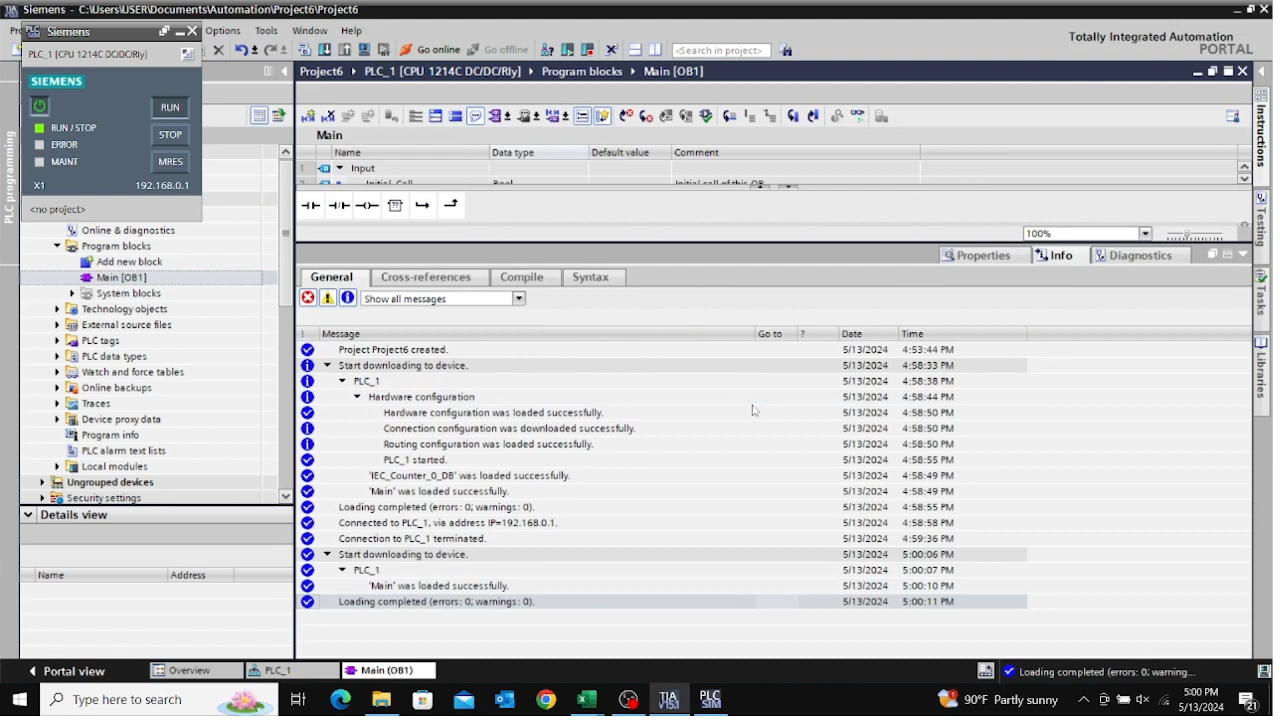 Siemens - C:\Users\USER\Documents\Automation\Project6\Project6
Siemens
Options Tools Window Help
PLC_1 [CPU 1214C DC/DC/Rly]
SIEMENS
RUN
RUN / STOP
STOP
ERROR
MAINT
MRES
X1 192.168.0.1
<no project>
Go online Go offline <Search in project>
Totally Integrated Automation
PORTAL
Project6 PLC_1 [CPU 1214C DC/DC/Rly] Program blocks Main [OB1]
Main
Name Data type Default value Comment
1 Input
Initial_Call Bool Initial call of this OB
100%
PLC programming
Online & diagnostics
Program blocks
Add new block
Main [OB1]
System blocks
Technology objects
External source files
PLC tags
PLC data types
Watch and force tables
Online backups
Traces
Device proxy data
Program info
PLC alarm text lists
Local modules
Ungrouped devices
Security settings
Details view
Name Address
Properties Info Diagnostics
General Cross-references Compile Syntax
Show all messages
! Message Go to ? Date Time
Project Project6 created. 5/13/2024 4:53:44 PM
Start downloading to device. 5/13/2024 4:58:33 PM
PLC_1 5/13/2024 4:58:38 PM
Hardware configuration 5/13/2024 4:58:44 PM
Hardware configuration was loaded successfully. 5/13/2024 4:58:50 PM
Connection configuration was downloaded successfully. 5/13/2024 4:58:50 PM
Routing configuration was loaded successfully. 5/13/2024 4:58:50 PM
PLC_1 started. 5/13/2024 4:58:55 PM
'IEC_Counter_0_DB' was loaded successfully. 5/13/2024 4:58:49 PM
'Main' was loaded successfully. 5/13/2024 4:58:49 PM
Loading completed (errors: 0; warnings: 0). 5/13/2024 4:58:55 PM
Connected to PLC_1, via address IP=192.168.0.1. 5/13/2024 4:58:58 PM
Connection to PLC_1 terminated. 5/13/2024 4:59:36 PM
Start downloading to device. 5/13/2024 5:00:06 PM
PLC_1 5/13/2024 5:00:07 PM
'Main' was loaded successfully. 5/13/2024 5:00:10 PM
Loading completed (errors: 0; warnings: 0). 5/13/2024 5:00:11 PM
Instructions
Testing
Tasks
Libraries
Portal view Overview PLC_1 Main (OB1) Loading completed (errors: 0; warning...
Type here to search
TIA V16
PLC SIM
1 90°F Partly sunny
5:00 PM
5/13/2024
21